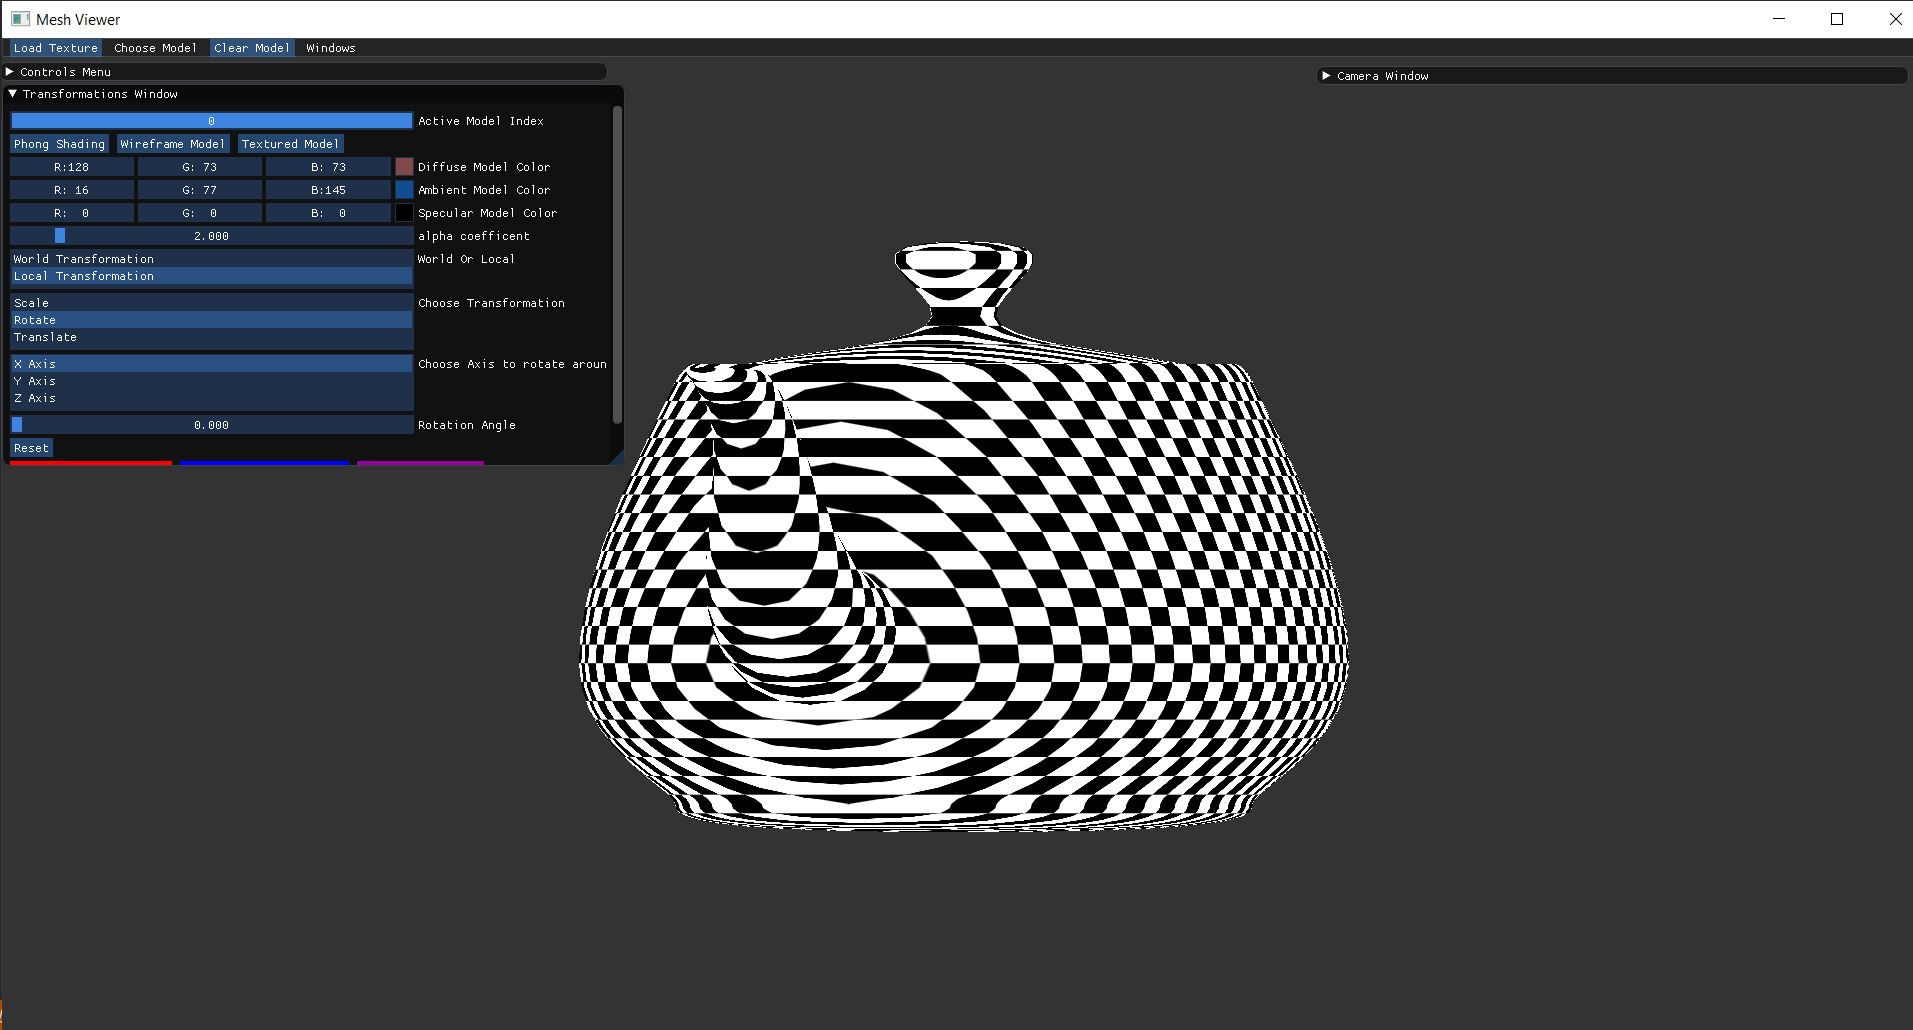 Mesh Viewer
Load Texture Choose Model Clear Model Windows
Controls Menu
Camera Window
Transformations Window
0 Active Model Index
Phong Shading Wireframe Model Textured Model
R:128 G: 73 B: 73 Diffuse Model Color
R: 16 G: 77 B:145 Ambient Model Color
R: 0 G: 0 B: 0 Specular Model Color
2.000 alpha coefficent
World Transformation World Or Local
Local Transformation
Scale Choose Transformation
Rotate
Translate
X Axis Choose Axis to rotate aroun
Y Axis
Z Axis
0.000 Rotation Angle
Reset